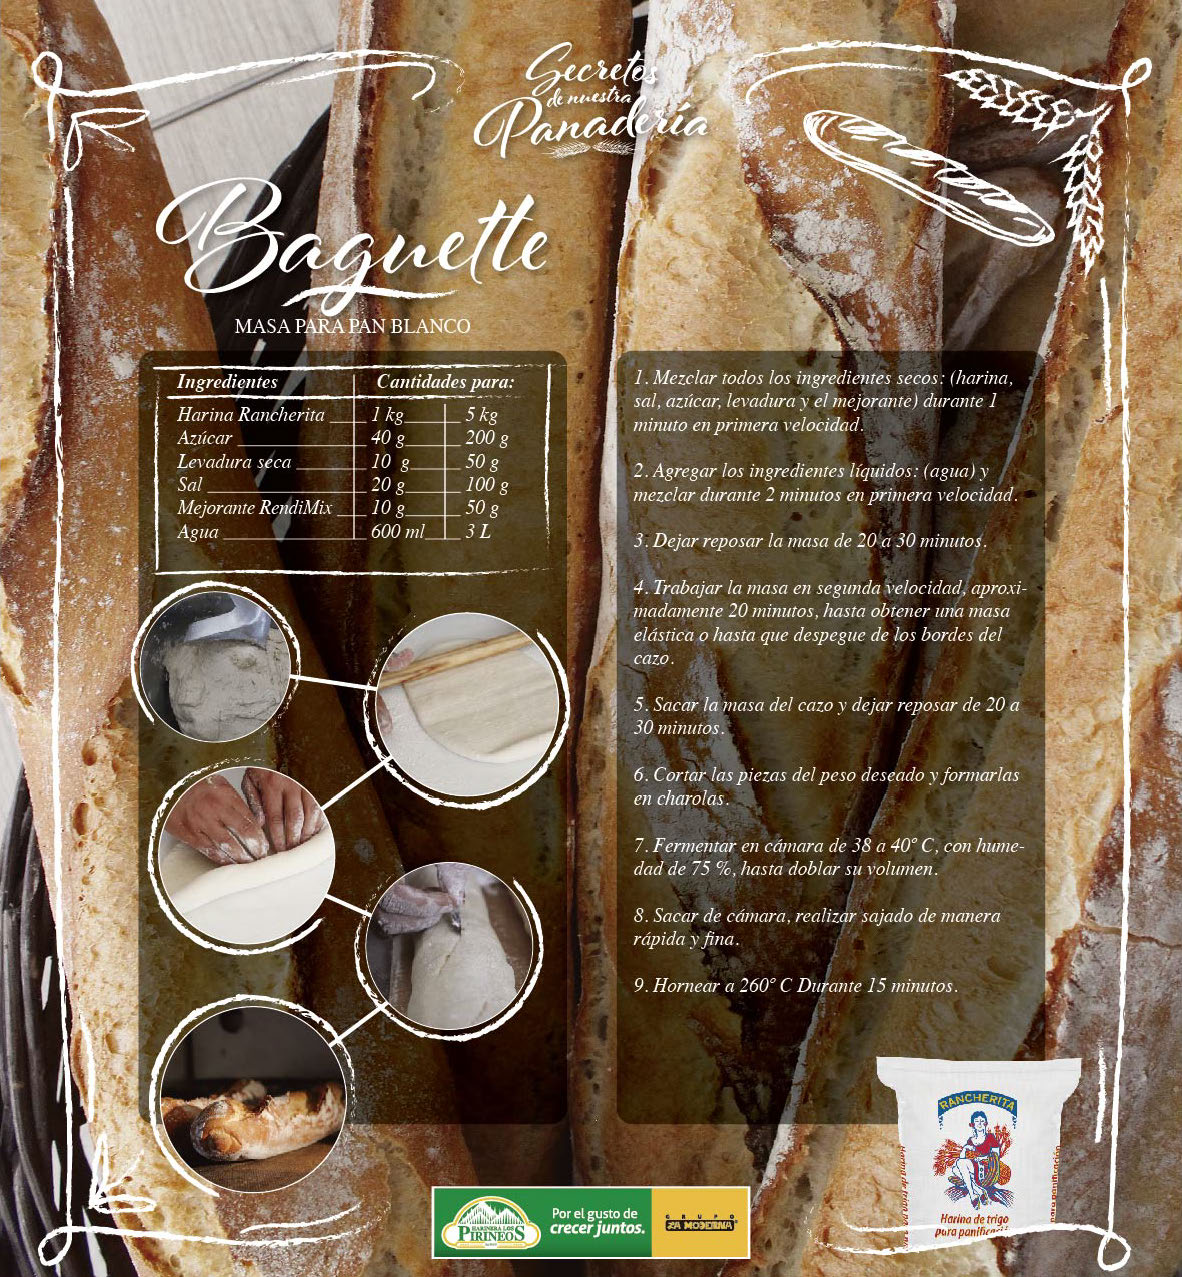 Secretos
de nuestra
Panadería
Baguette
MASA PARA PAN BLANCO
Ingredientes Cantidades para:
Harina Rancherita 1 kg 5 kg
Azúcar 40 g 200 g
Levadura seca 10 g 50 g
Sal 20 g 100 g
Mejorante RendiMix 10 g 50 g
Agua 600 ml 3 L
1. Mezclar todos los ingredientes secos: (harina,
sal, azúcar, levadura y el mejorante) durante 1
minuto en primera velocidad.
2. Agregar los ingredientes líquidos: (agua) y
mezclar durante 2 minutos en primera velocidad.
3. Dejar reposar la masa de 20 a 30 minutos.
4. Trabajar la masa en segunda velocidad, aproxi-
madamente 20 minutos, hasta obtener una masa
elástica o hasta que despegue de los bordes del
cazo.
5. Sacar la masa del cazo y dejar reposar de 20 a
30 minutos.
6. Cortar las piezas del peso deseado y formarlas
en charolas.
7. Fermentar en cámara de 38 a 40º C, con hume-
dad de 75 %, hasta doblar su volumen.
8. Sacar de cámara, realizar sajado de manera
rápida y fina.
9. Hornear a 260º C Durante 15 minutos.
RANCHERITA
Harina de trigo
para panificación
HARINERA LOS
PIRINEOS
Por el gusto de
crecer juntos.
GRUPO
LA MODERNA